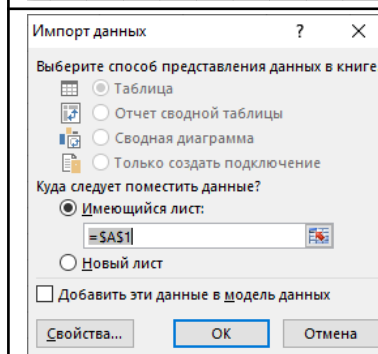 Импорт данных ? ×
Выберите способ представления данных в книге
Таблица
Отчет сводной таблицы
Сводная диаграмма
Только создать подключение
Куда следует поместить данные?
Имеющийся лист:
=$A$1
Новый лист
Добавить эти данные в модель данных
Свойства... ОК Отмена